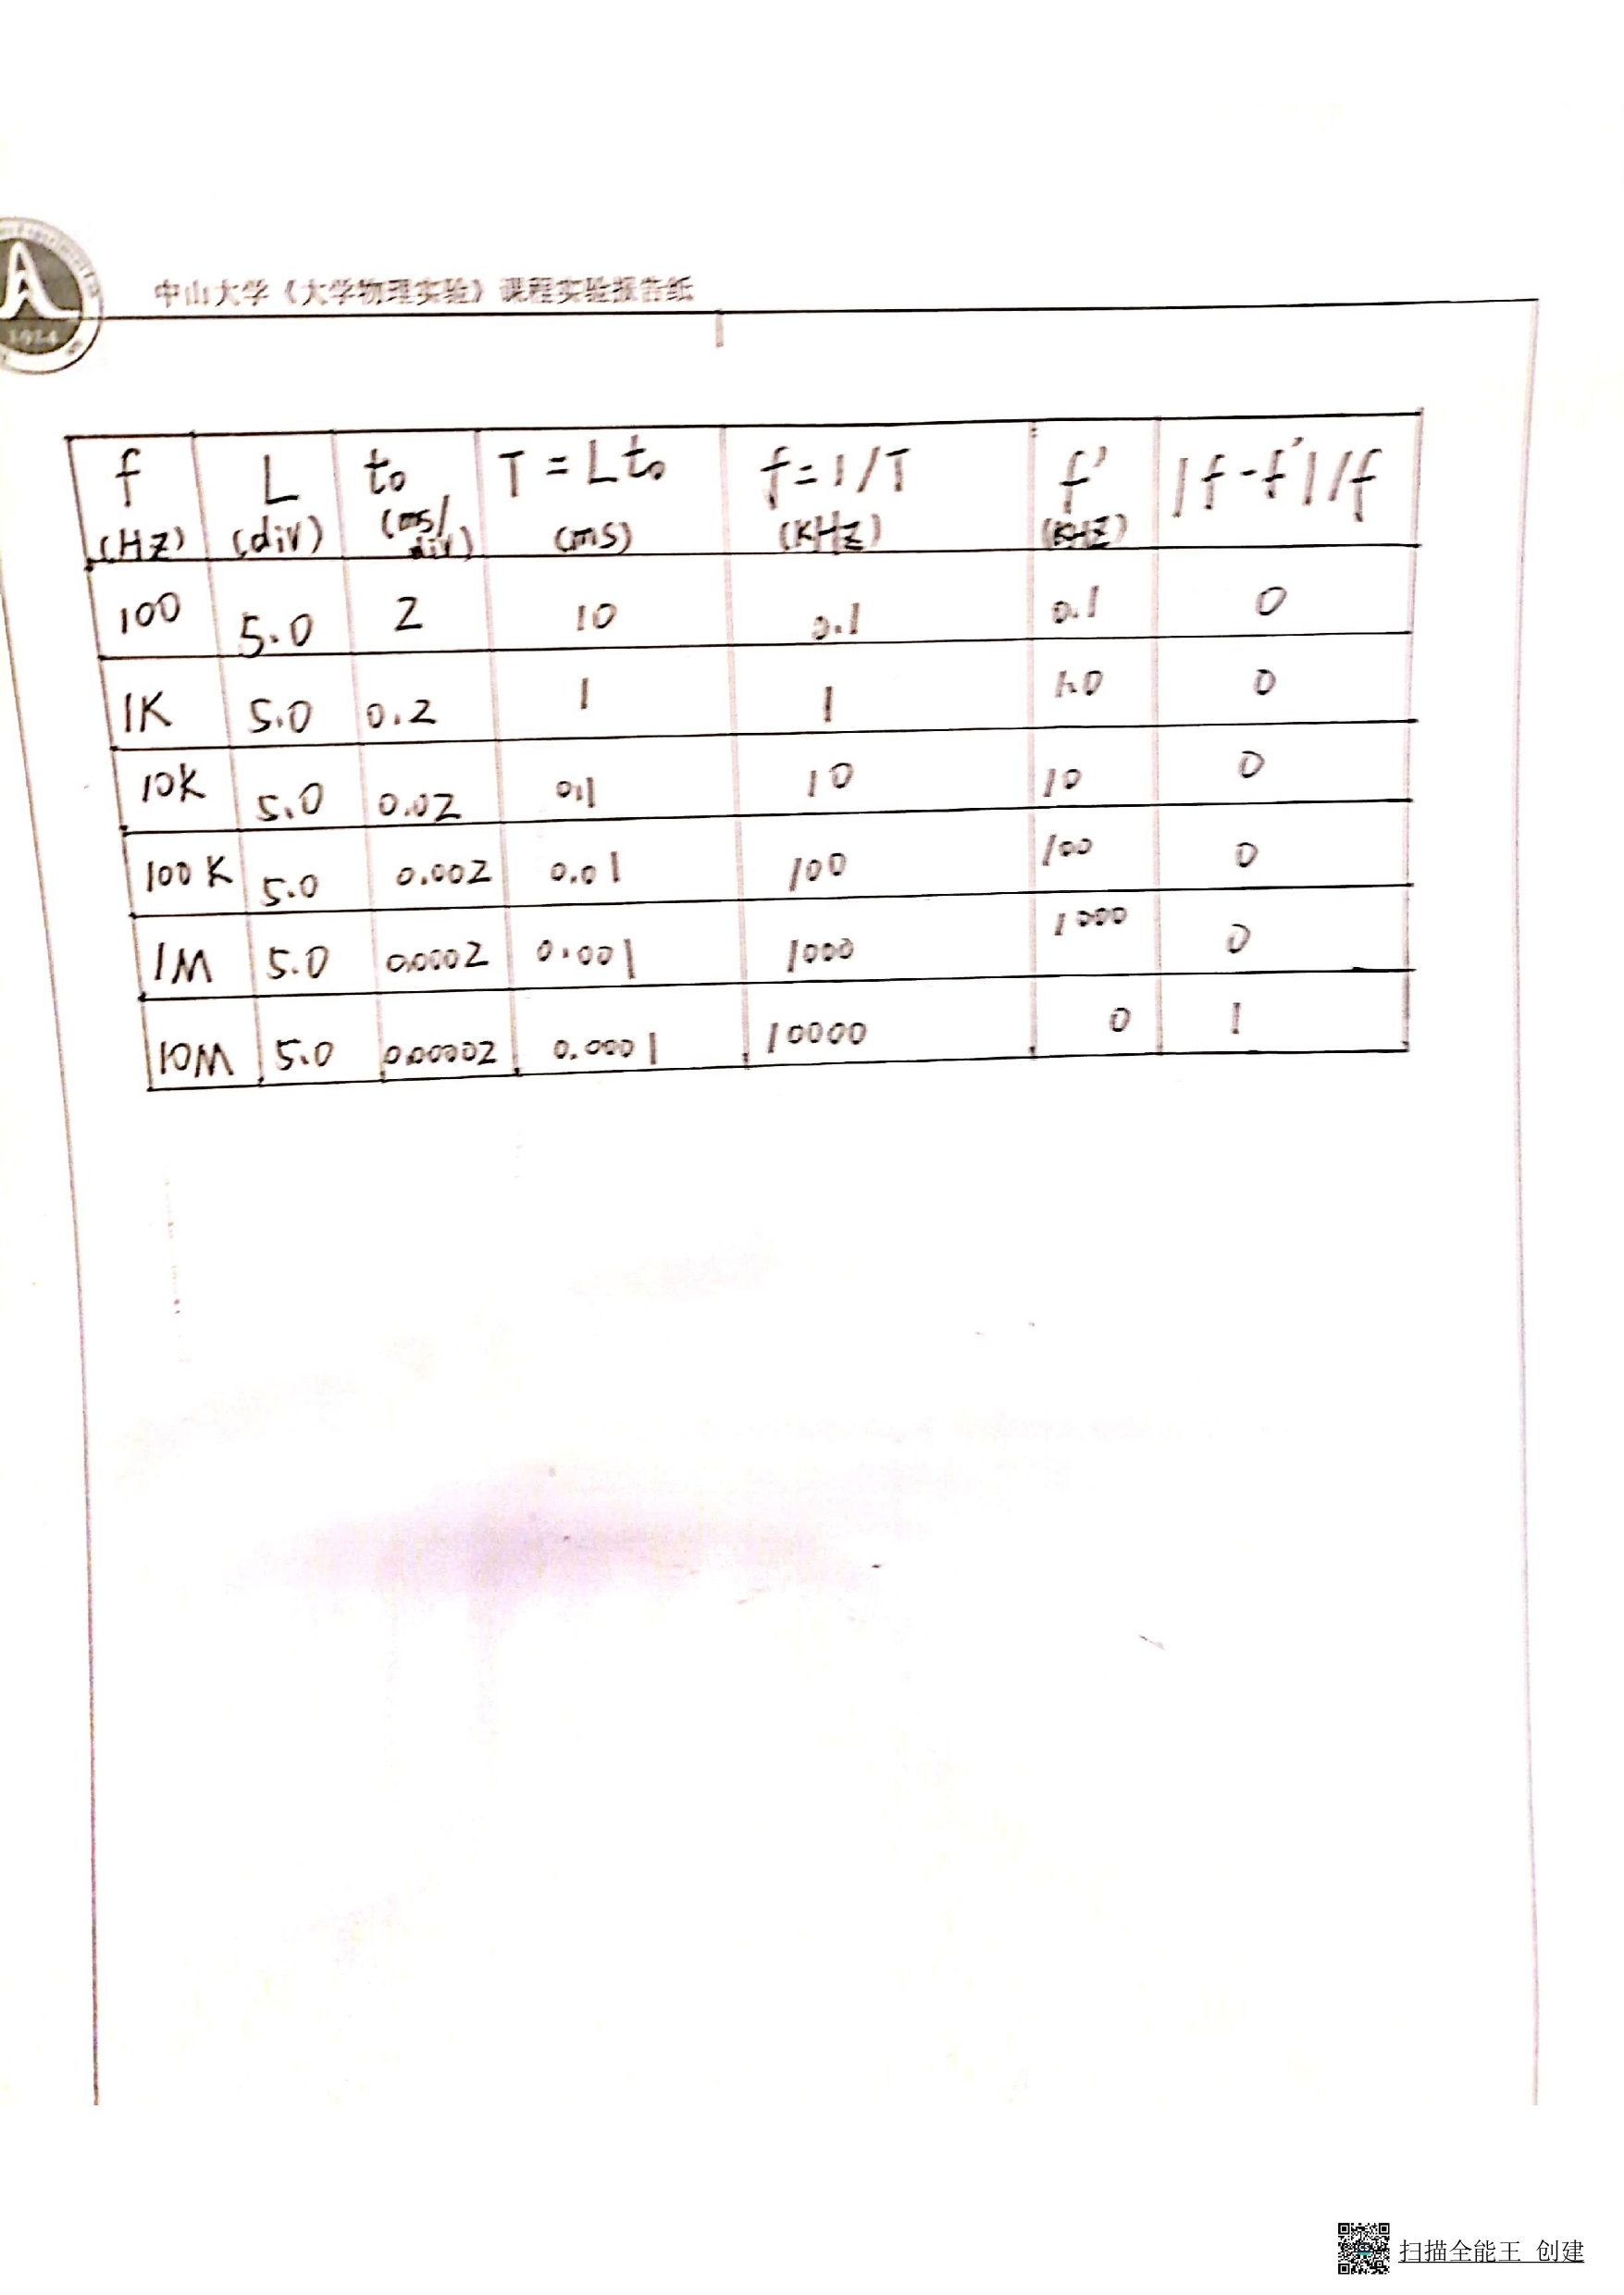 中山大学《大学物理实验》课程实验报告纸
1924
f (Hz) L (div) t₀ (ms/div) T = Lt₀ (ms) f = 1/T (KHz) f' (KHz) |f - f'|/f
100 5.0 2 10 0.1 0.1 0
1K 5.0 0.2 1 1 1.0 0
10K 5.0 0.02 0.1 10 10 0
100K 5.0 0.002 0.01 100 100 0
1M 5.0 0.0002 0.001 1000 1000 0
10M 5.0 0.00002 0.0001 10000 0 1
扫描全能王 创建